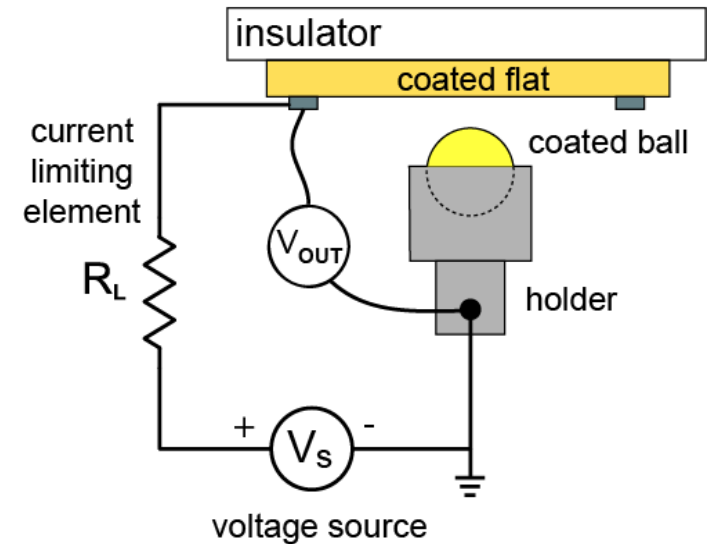 insulator
coated flat
current
limiting
element
coated ball
V_OUT
R_L
holder
+
-
V_S
voltage source